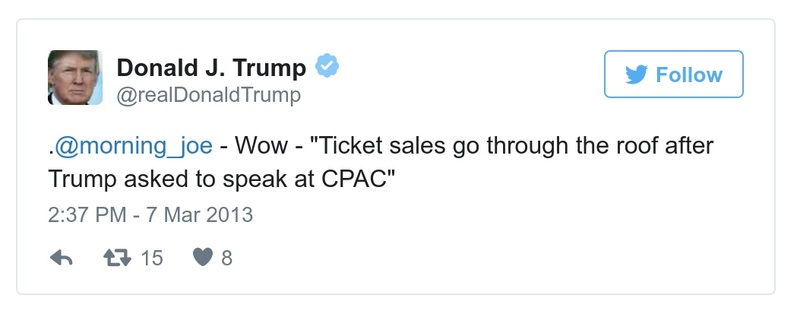 Donald J. Trump
@realDonaldTrump
Follow
.@morning_joe - Wow - "Ticket sales go through the roof after
Trump asked to speak at CPAC"
2:37 PM - 7 Mar 2013
15 8